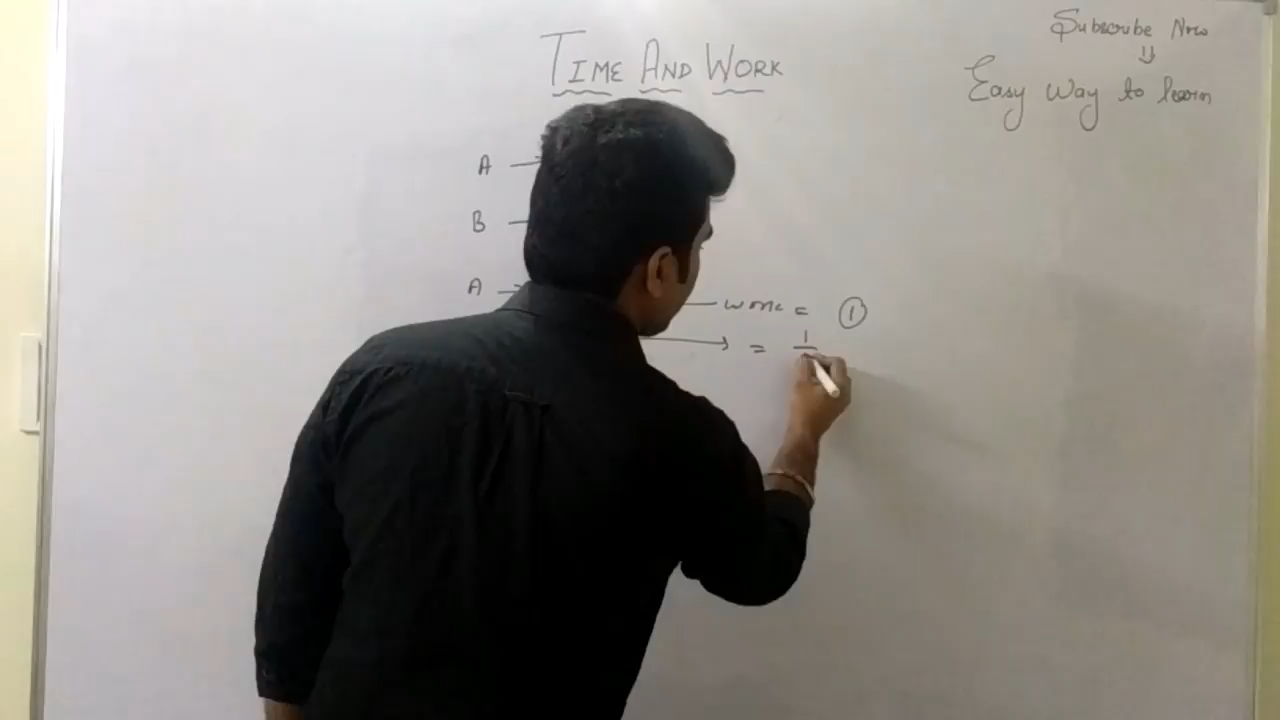 Subscribe Now
⇓
TIME AND WORK
Easy Way to learn
A →
B —
A — work = ①
→ = 1